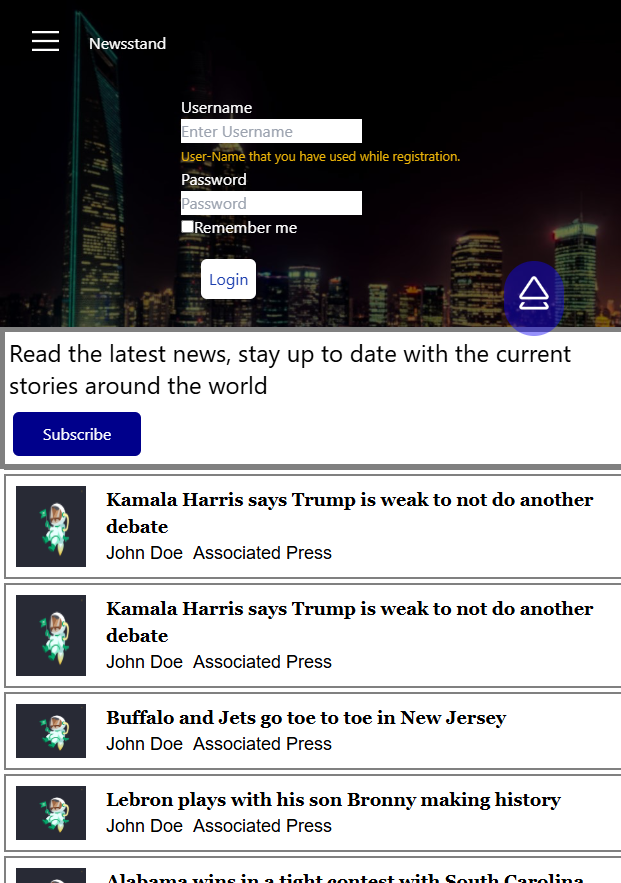 Newsstand
Username
Enter Username
User-Name that you have used while registration.
Password
Password
Remember me
Login
Read the latest news, stay up to date with the current
stories around the world
Subscribe
Kamala Harris says Trump is weak to not do another
debate
John Doe Associated Press
Kamala Harris says Trump is weak to not do another
debate
John Doe Associated Press
Buffalo and Jets go toe to toe in New Jersey
John Doe Associated Press
Lebron plays with his son Bronny making history
John Doe Associated Press
Alabama wins in a tight contest with South Carolina